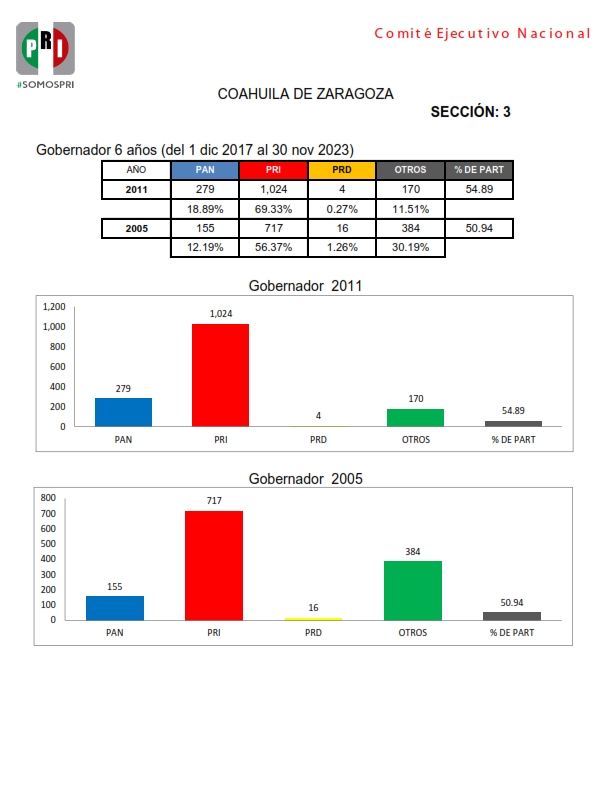 PRI
#SOMOSPRI
Comité Ejecutivo Nacional
COAHUILA DE ZARAGOZA
SECCIÓN: 3
Gobernador 6 años (del 1 dic 2017 al 30 nov 2023)
AÑO PAN PRI PRD OTROS % DE PART
2011 279 1,024 4 170 54.89
18.89% 69.33% 0.27% 11.51%
2005 155 717 16 384 50.94
12.19% 56.37% 1.26% 30.19%
Gobernador 2011
1,200
1,000
800
600
400
200
0
279
1,024
4
170
54.89
PAN PRI PRD OTROS % DE PART
Gobernador 2005
800
700
600
500
400
300
200
100
0
155
717
16
384
50.94
PAN PRI PRD OTROS % DE PART